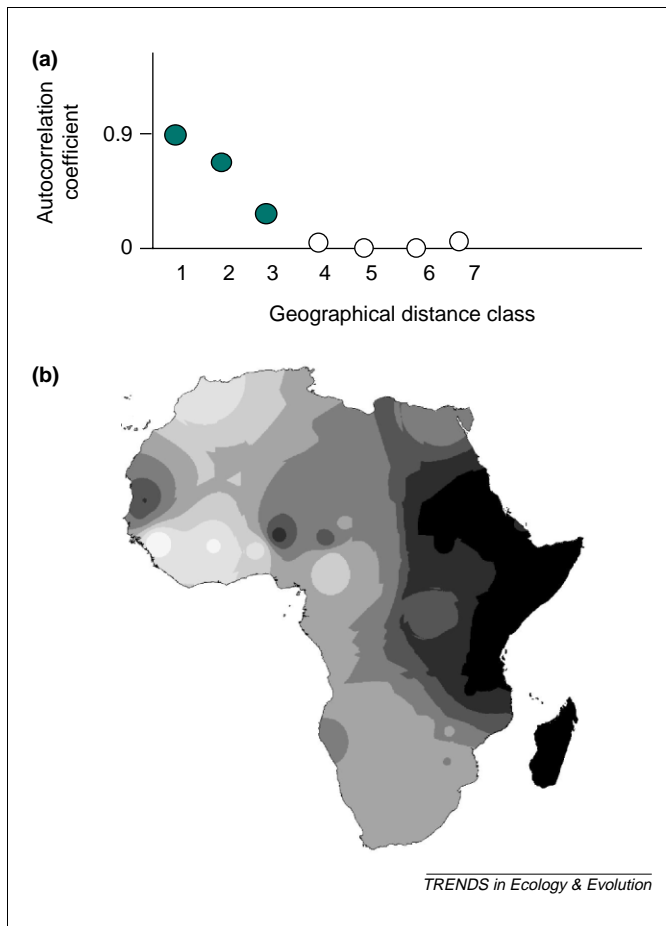 (a)
Autocorrelation
coefficient
0.9
0
1 2 3 4 5 6 7
Geographical distance class
(b)
TRENDS in Ecology & Evolution